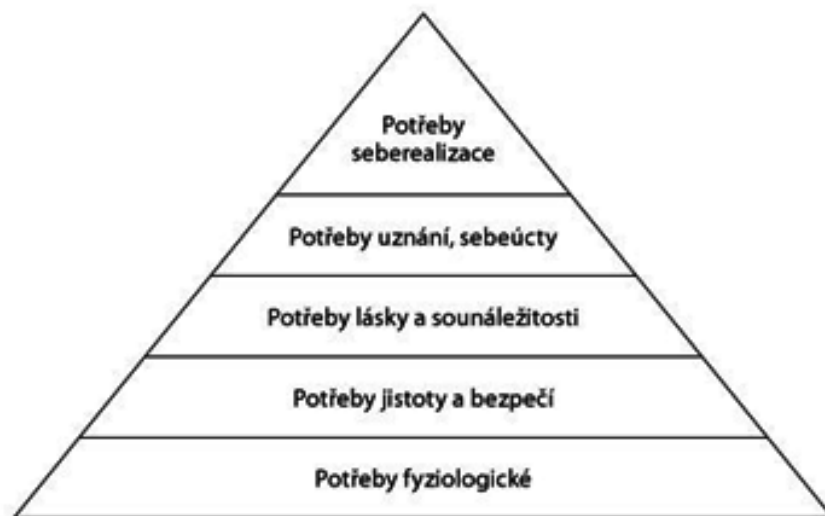 Potřeby
seberealizace
Potřeby uznání, sebeúcty
Potřeby lásky a sounáležitosti
Potřeby jistoty a bezpečí
Potřeby fyziologické